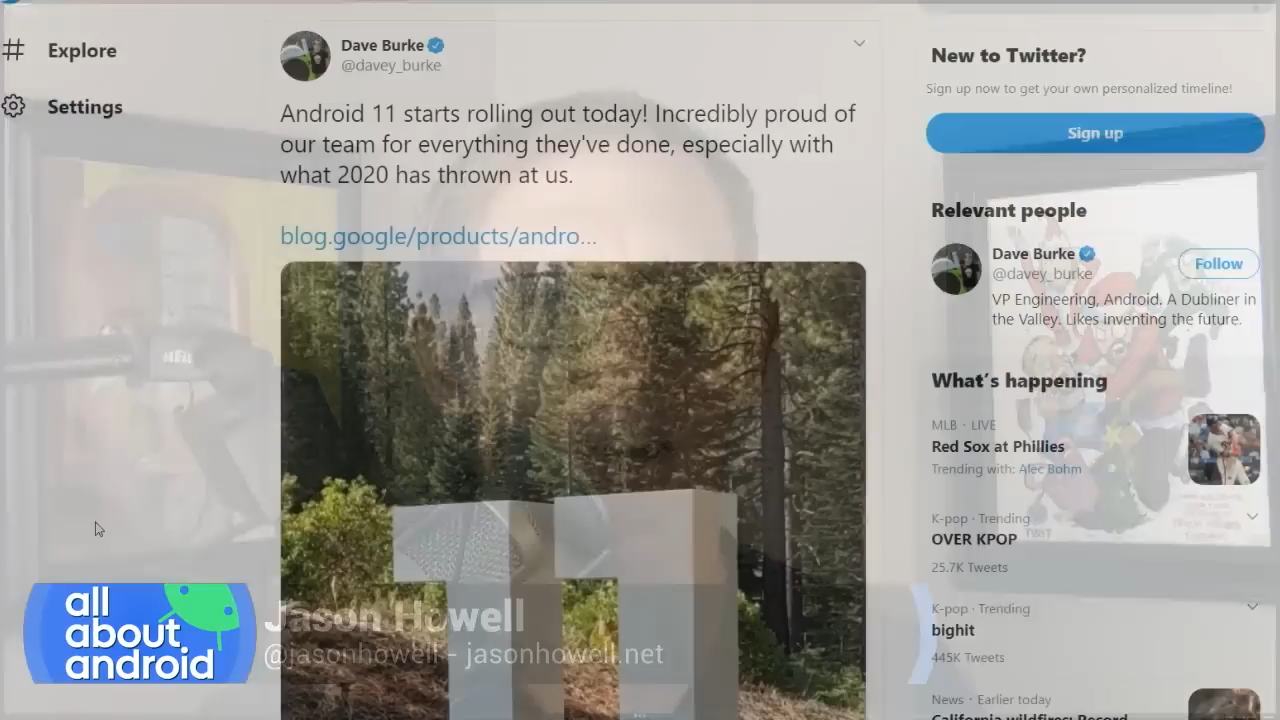 Explore
Settings
Dave Burke
@davey_burke
Android 11 starts rolling out today! Incredibly proud of
our team for everything they've done, especially with
what 2020 has thrown at us.
blog.google/products/andro...
11
New to Twitter?
Sign up now to get your own personalized timeline!
Sign up
Relevant people
Dave Burke
@davey_burke
Follow
VP Engineering, Android. A Dubliner in
the Valley. Likes inventing the future.
What's happening
MLB · LIVE
Red Sox at Phillies
Trending with: Alec Bohm
K-pop · Trending
OVER KPOP
25.7K Tweets
K-pop · Trending
bighit
445K Tweets
News · Earlier today
California wildfires: Record
all
about
android
Jason Howell
@jasonhowell - jasonhowell.net